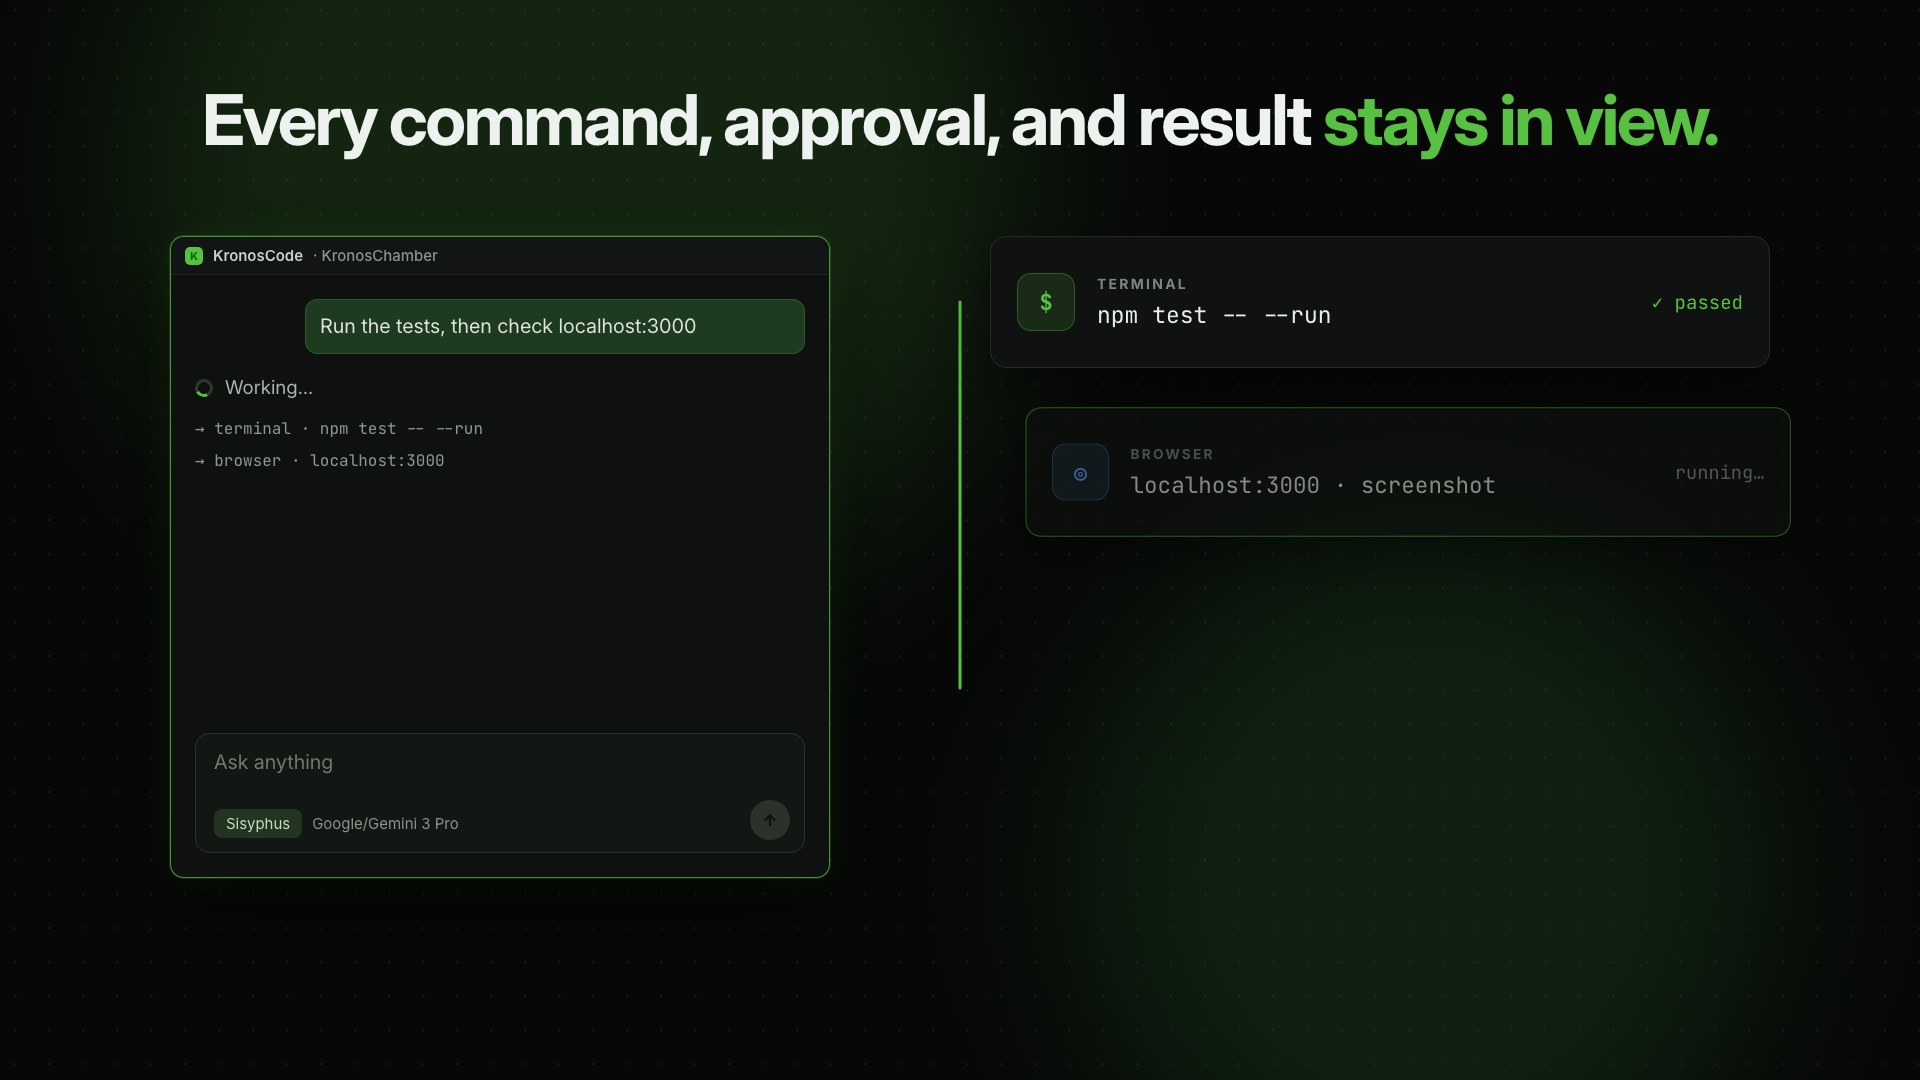 Every command, approval, and result stays in view.
K KronosCode · KronosChamber
Run the tests, then check localhost:3000
Working...
→ terminal · npm test -- --run
→ browser · localhost:3000
Ask anything
Sisyphus Google/Gemini 3 Pro
$ TERMINAL
npm test -- --run
✓ passed
BROWSER
localhost:3000 · screenshot
running…